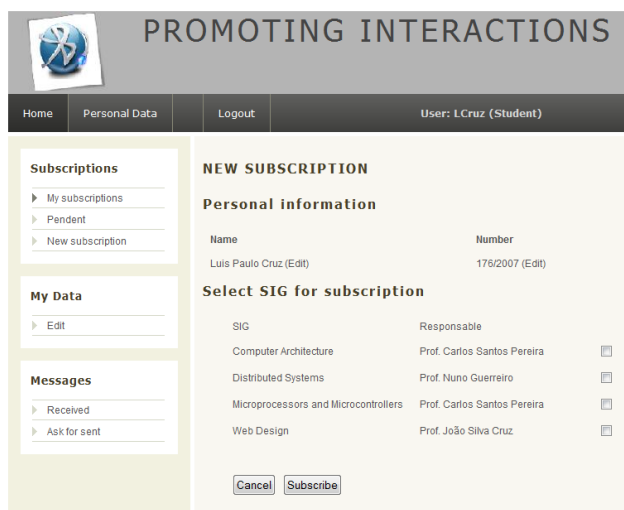 PROMOTING INTERACTIONS
Home Personal Data Logout User: LCruz (Student)
Subscriptions
My subscriptions
Pendent
New subscription
My Data
Edit
Messages
Received
Ask for sent
NEW SUBSCRIPTION
Personal information
Name Number
Luis Paulo Cruz (Edit) 176/2007 (Edit)
Select SIG for subscription
SIG Responsable
Computer Architecture Prof. Carlos Santos Pereira
Distributed Systems Prof. Nuno Guerreiro
Microprocessors and Microcontrollers Prof. Carlos Santos Pereira
Web Design Prof. João Silva Cruz
Cancel Subscribe